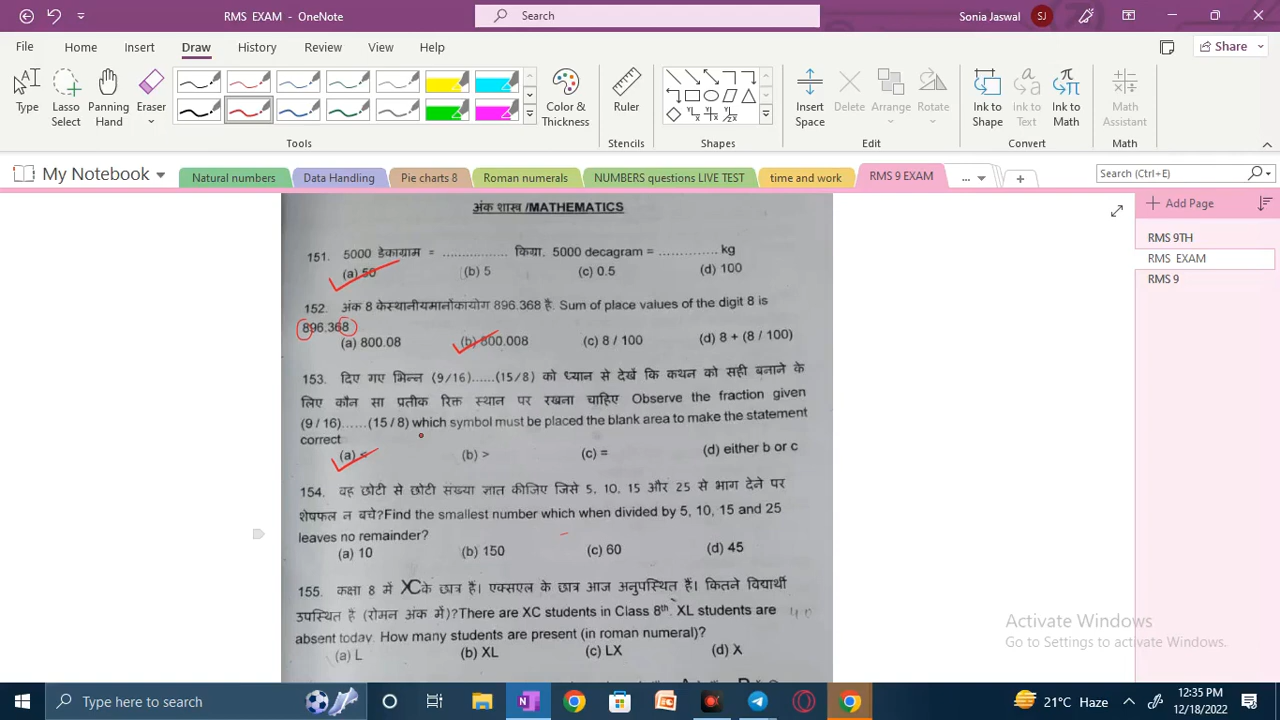 RMS EXAM - OneNote
Search
Sonia Jaswal
SJ
File
Home
Insert
Draw
History
Review
View
Help
Share
Type
Lasso Select
Panning Hand
Eraser
Color & Thickness
Ruler
Insert Space
Delete
Arrange
Rotate
Ink to Shape
Ink to Text
Ink to Math
Math Assistant
Tools
Stencils
Shapes
Edit
Convert
Math
My Notebook
Natural numbers
Data Handling
Pie charts 8
Roman numerals
NUMBERS questions LIVE TEST
time and work
RMS 9 EXAM
...
Search (Ctrl+E)
Add Page
RMS 9TH
RMS EXAM
RMS 9
अंक शास्त्र /MATHEMATICS
151. 5000 डेकाग्राम = ................. किग्रा. 5000 decagram = ............. kg
(a) 50 (b) 5 (c) 0.5 (d) 100
152. अंक 8 केस्थानीयमानोंकायोग 896.368 है. Sum of place values of the digit 8 is
896.368
(a) 800.08 (b) 800.008 (c) 8 / 100 (d) 8 + (8 / 100)
153. दिए गए भिन्न (9/16)......(15/8) को ध्यान से देखें कि कथन को सही बनाने के
लिए कौन सा प्रतीक रिक्त स्थान पर रखना चाहिए Observe the fraction given
(9 / 16)......(15 / 8) which symbol must be placed the blank area to make the statement
correct
(a) < (b) > (c) = (d) either b or c
154. वह छोटी से छोटी संख्या ज्ञात कीजिए जिसे 5, 10, 15 और 25 से भाग देने पर
शेषफल न बचे? Find the smallest number which when divided by 5, 10, 15 and 25
leaves no remainder?
(a) 10 (b) 150 (c) 60 (d) 45
155. कक्षा 8 में XC के छात्र हैं। एक्सएल के छात्र आज अनुपस्थित हैं। कितने विद्यार्थी
उपस्थित है (रोमन अंक में)? There are XC students in Class 8th. XL students are
absent today. How many students are present (in roman numeral)?
(a) L (b) XL (c) LX (d) X
Activate Windows
Go to Settings to activate Windows.
Type here to search
21°C Haze
12:35 PM
12/18/2022